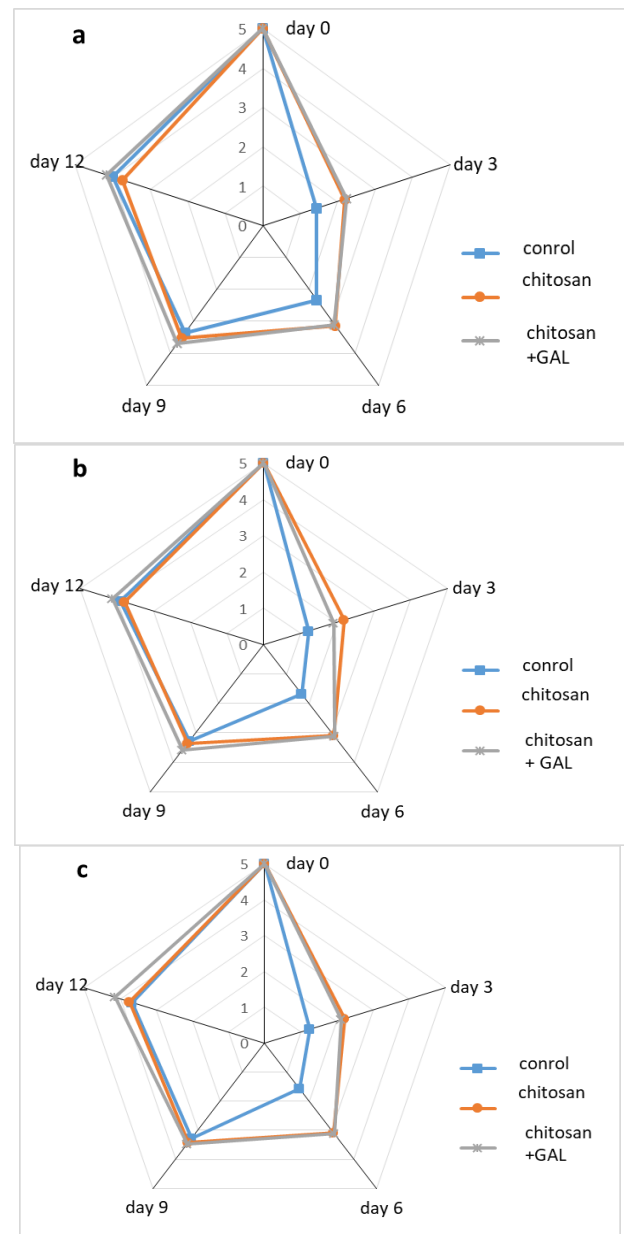 a
day 0
5
4
3
2
1
0
day 3
day 6
day 9
day 12
conrol
chitosan
chitosan
+GAL
b
day 0
5
4
3
2
1
0
day 3
day 6
day 9
day 12
conrol
chitosan
chitosan
+ GAL
c
day 0
5
4
3
2
1
0
day 3
day 6
day 9
day 12
conrol
chitosan
chitosan
+GAL